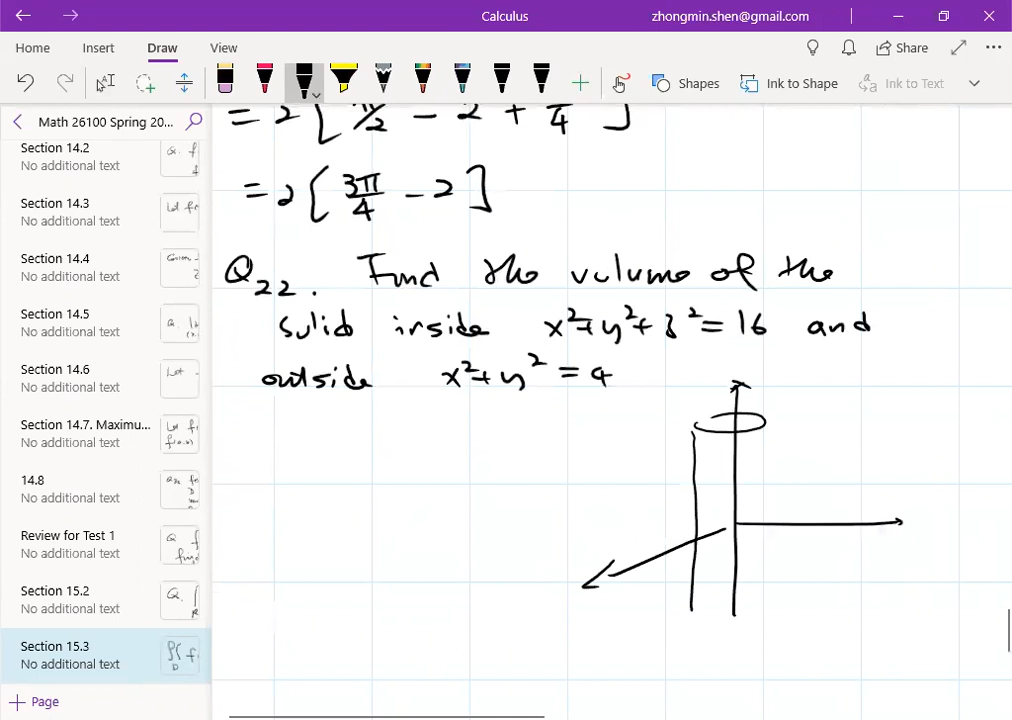 Calculus
zhongmin.shen@gmail.com
Home Insert Draw View
Share
Shapes
Ink to Shape
Ink to Text
Math 26100 Spring 20...
Section 14.2
No additional text
Section 14.3
No additional text
Section 14.4
No additional text
Section 14.5
No additional text
Section 14.6
No additional text
Section 14.7. Maximu...
No additional text
14.8
No additional text
Review for Test 1
No additional text
Section 15.2
No additional text
Section 15.3
No additional text
+ Page
= 2 [ π/2 − 2 + π/4 ]
= 2 [ 3π/4 − 2 ]
Q22. Find the volume of the
solid inside x²+y²+z²=16 and
outside x²+y²=4